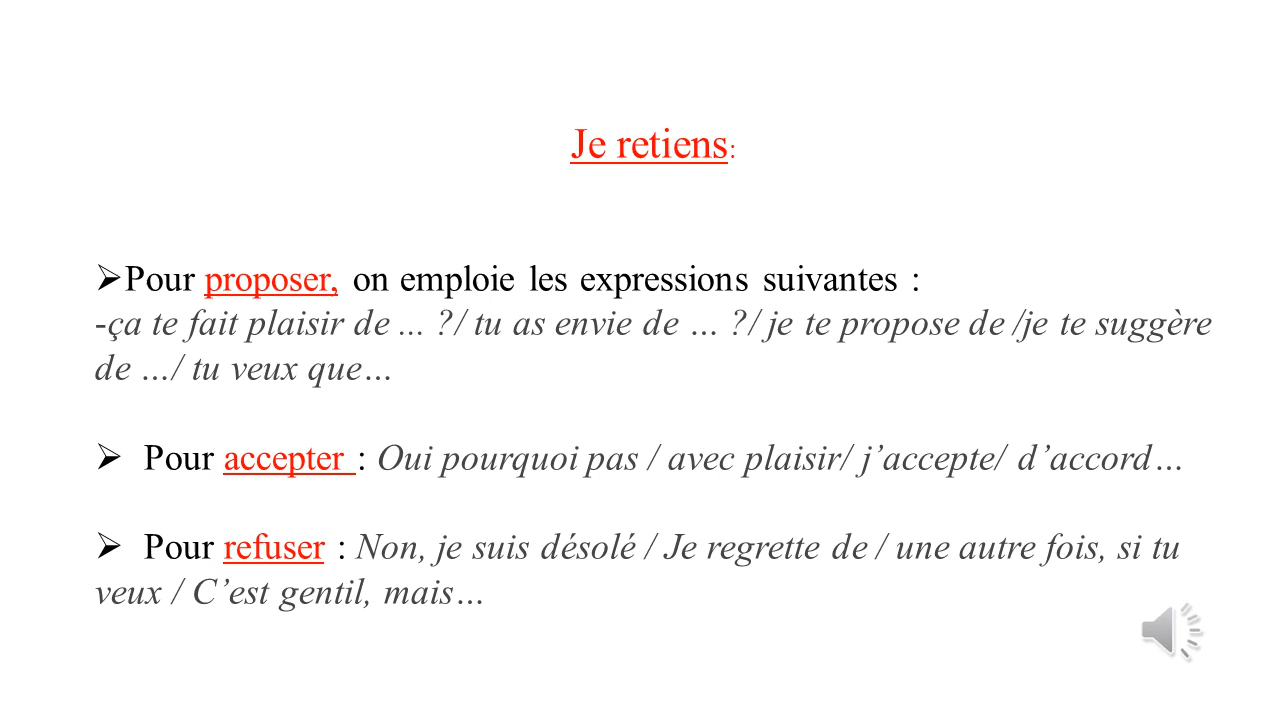 Je retiens:
➢Pour proposer, on emploie les expressions suivantes :
-ça te fait plaisir de ... ?/ tu as envie de … ?/ je te propose de /je te suggère
de …/ tu veux que…
➢ Pour accepter : Oui pourquoi pas / avec plaisir/ j’accepte/ d’accord…
➢ Pour refuser : Non, je suis désolé / Je regrette de / une autre fois, si tu
veux / C’est gentil, mais…